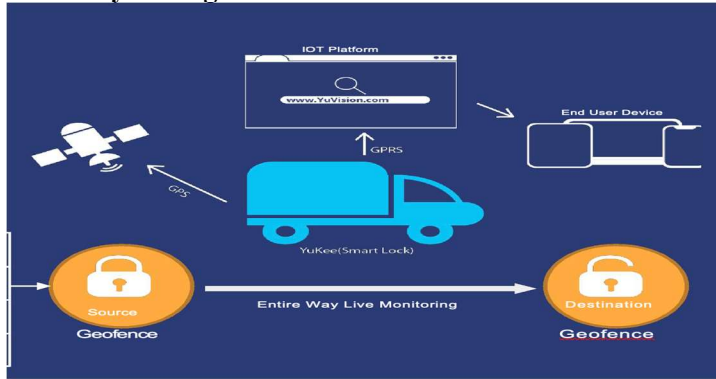 IOT Platform
www.YuVision.com
End User Device
GPRS
GPS
YuKee(Smart Lock)
Source
Entire Way Live Monitoring
Destination
Geofence
Geofence